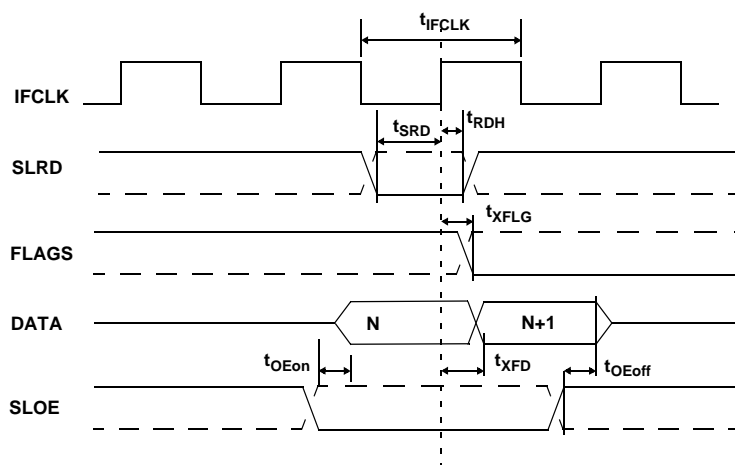 tIFCLK
IFCLK
tSRD
tRDH
SLRD
tXFLG
FLAGS
DATA
N
N+1
tOEon
tXFD
tOEoff
SLOE